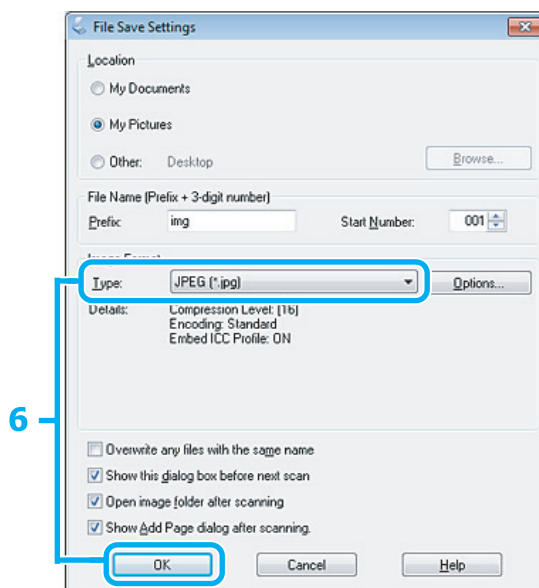 File Save Settings
Location
My Documents
My Pictures
Other: Desktop Browse...
File Name (Prefix + 3-digit number)
Prefix: img Start Number: 001
Image Format
Type: JPEG (*.jpg) Options...
Details: Compression Level: [16]
Encoding: Standard
Embed ICC Profile: ON
6
Overwrite any files with the same name
Show this dialog box before next scan
Open image folder after scanning
Show Add Page dialog after scanning.
OK Cancel Help